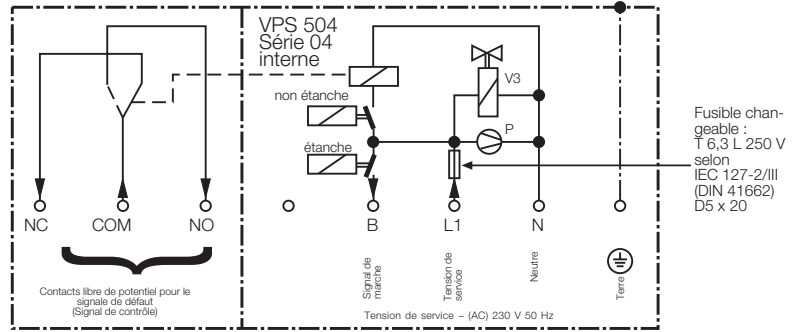 VPS 504
Série 04
interne
non étanche
étanche
V3
P
Fusible chan-
geable :
T 6,3 L 250 V
selon
IEC 127-2/III
(DIN 41662)
D5 x 20
NC
COM
NO
B
L1
N
Signal de
marche
Tension de
service
Neutre
Terre
Contacts libre de potentiel pour le
signale de défaut
(Signal de contrôle)
Tension de service – (AC) 230 V 50 Hz